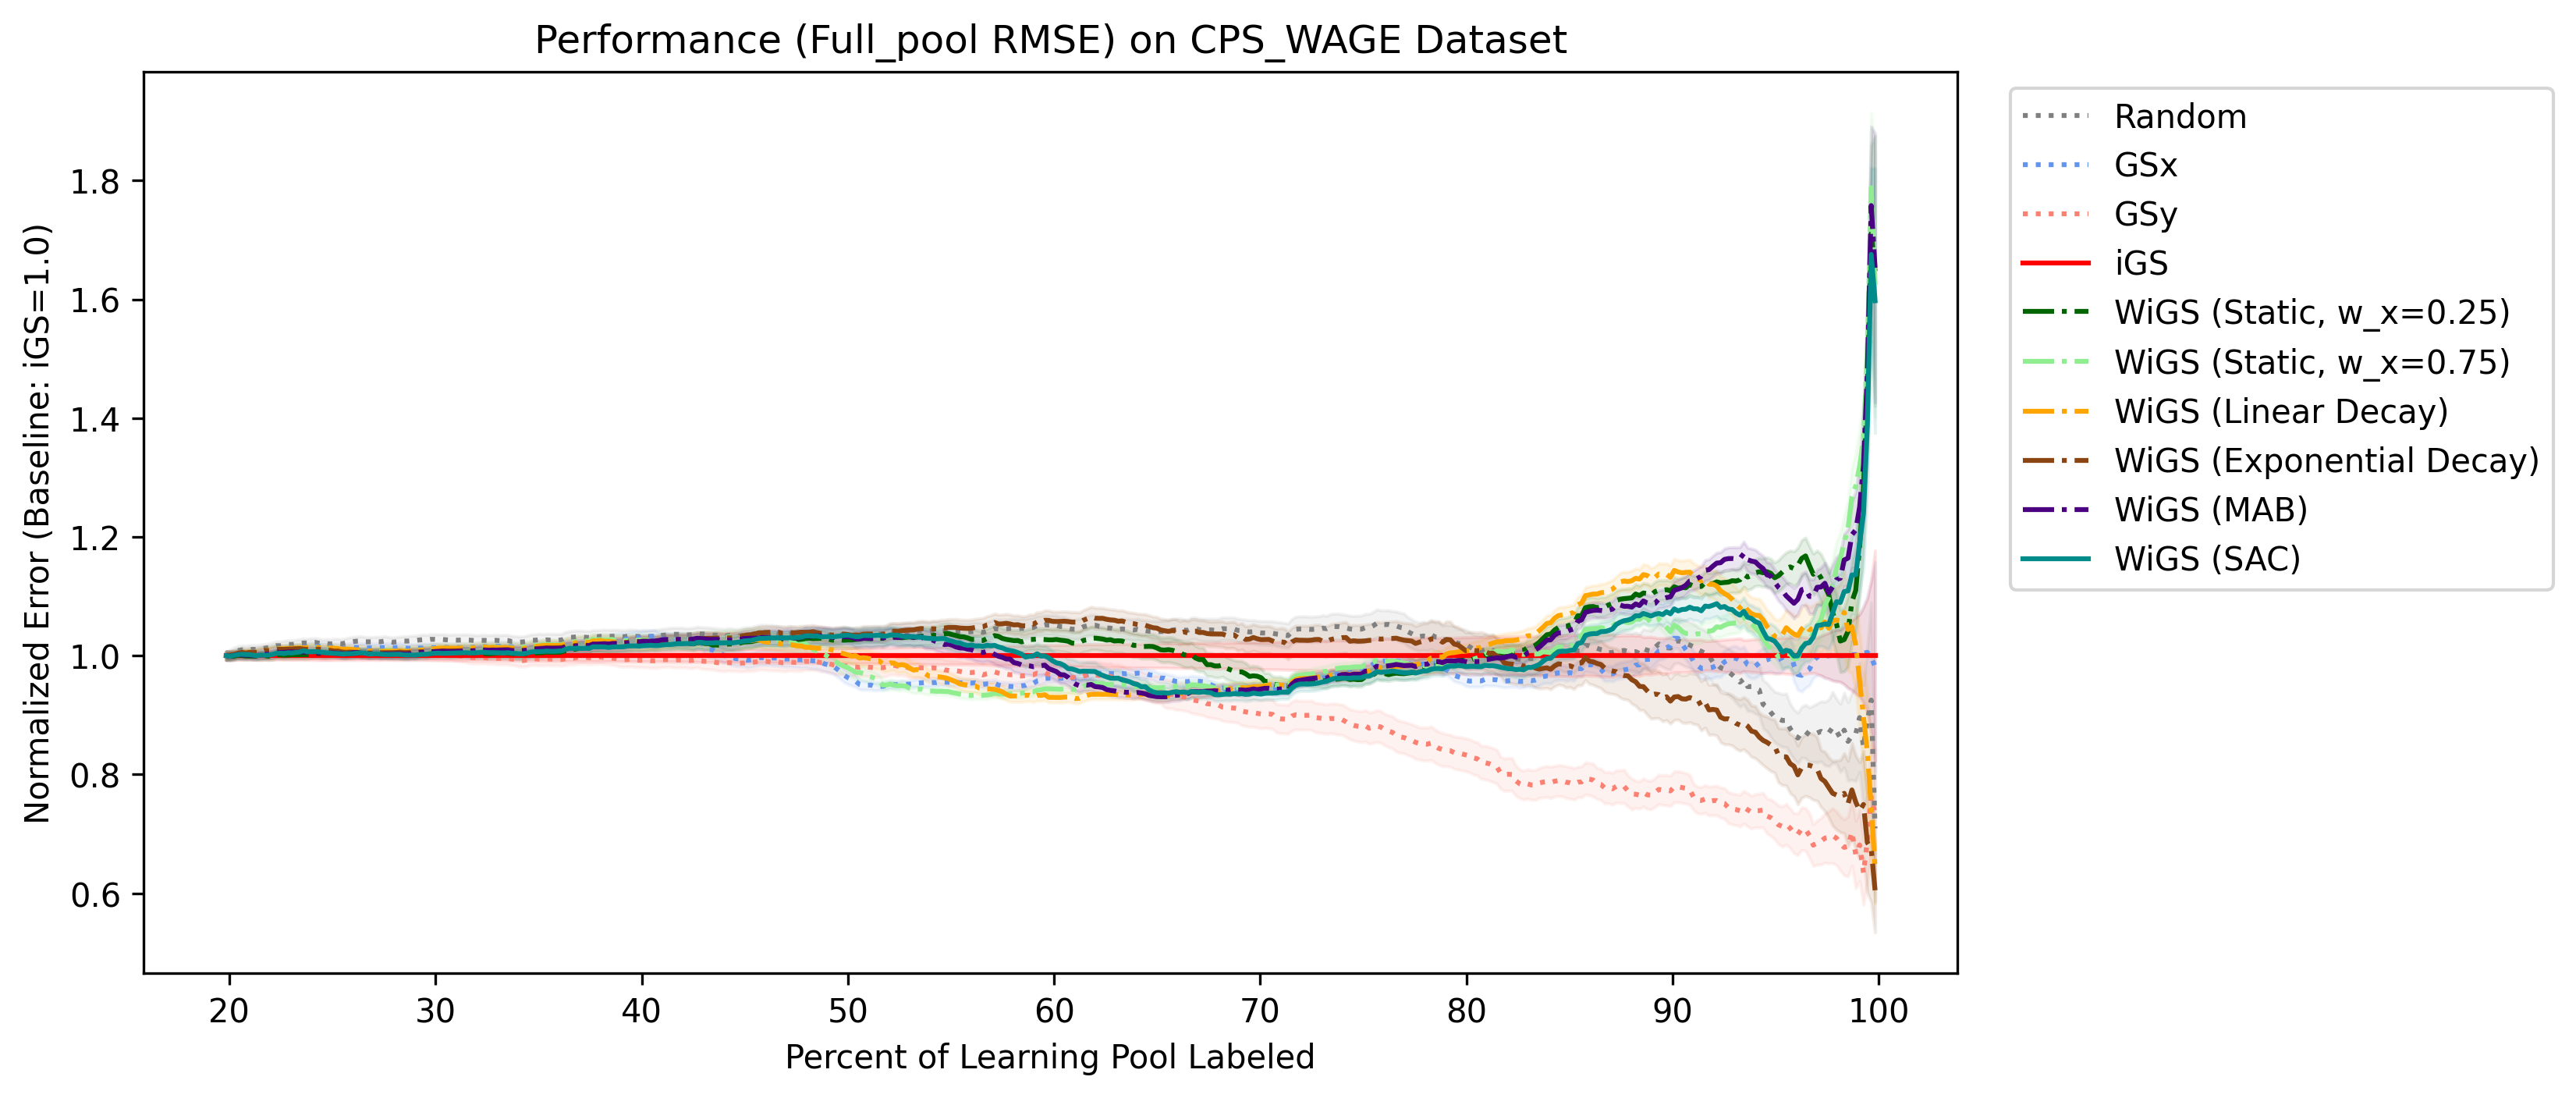 Performance (Full_pool RMSE) on CPS_WAGE Dataset
Normalized Error (Baseline: iGS=1.0)
1.8
1.6
1.4
1.2
1.0
0.8
0.6
20 30 40 50 60 70 80 90 100
Percent of Learning Pool Labeled
Random
GSx
GSy
iGS
WiGS (Static, w_x=0.25)
WiGS (Static, w_x=0.75)
WiGS (Linear Decay)
WiGS (Exponential Decay)
WiGS (MAB)
WiGS (SAC)